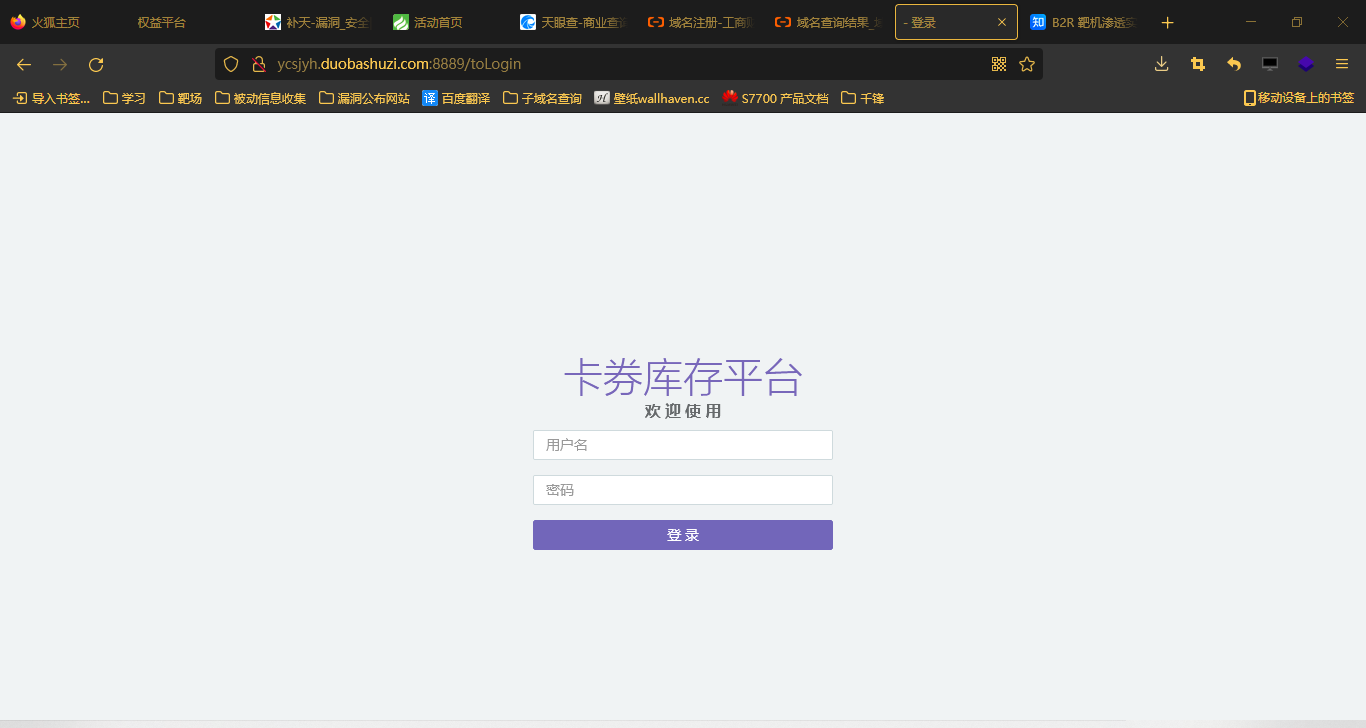 火狐主页
权益平台
补天-漏洞_安全
活动首页
天眼查-商业查
域名注册-工商
域名查询结果_
- 登录
B2R 靶机渗透实
ycsjyh.duobashuzi.com:8889/toLogin
导入书签...
学习
靶场
被动信息收集
漏洞公布网站
译 百度翻译
子域名查询
壁纸wallhaven.cc
S7700 产品文档
千锋
移动设备上的书签
卡券库存平台
欢迎使用
用户名
密码
登录